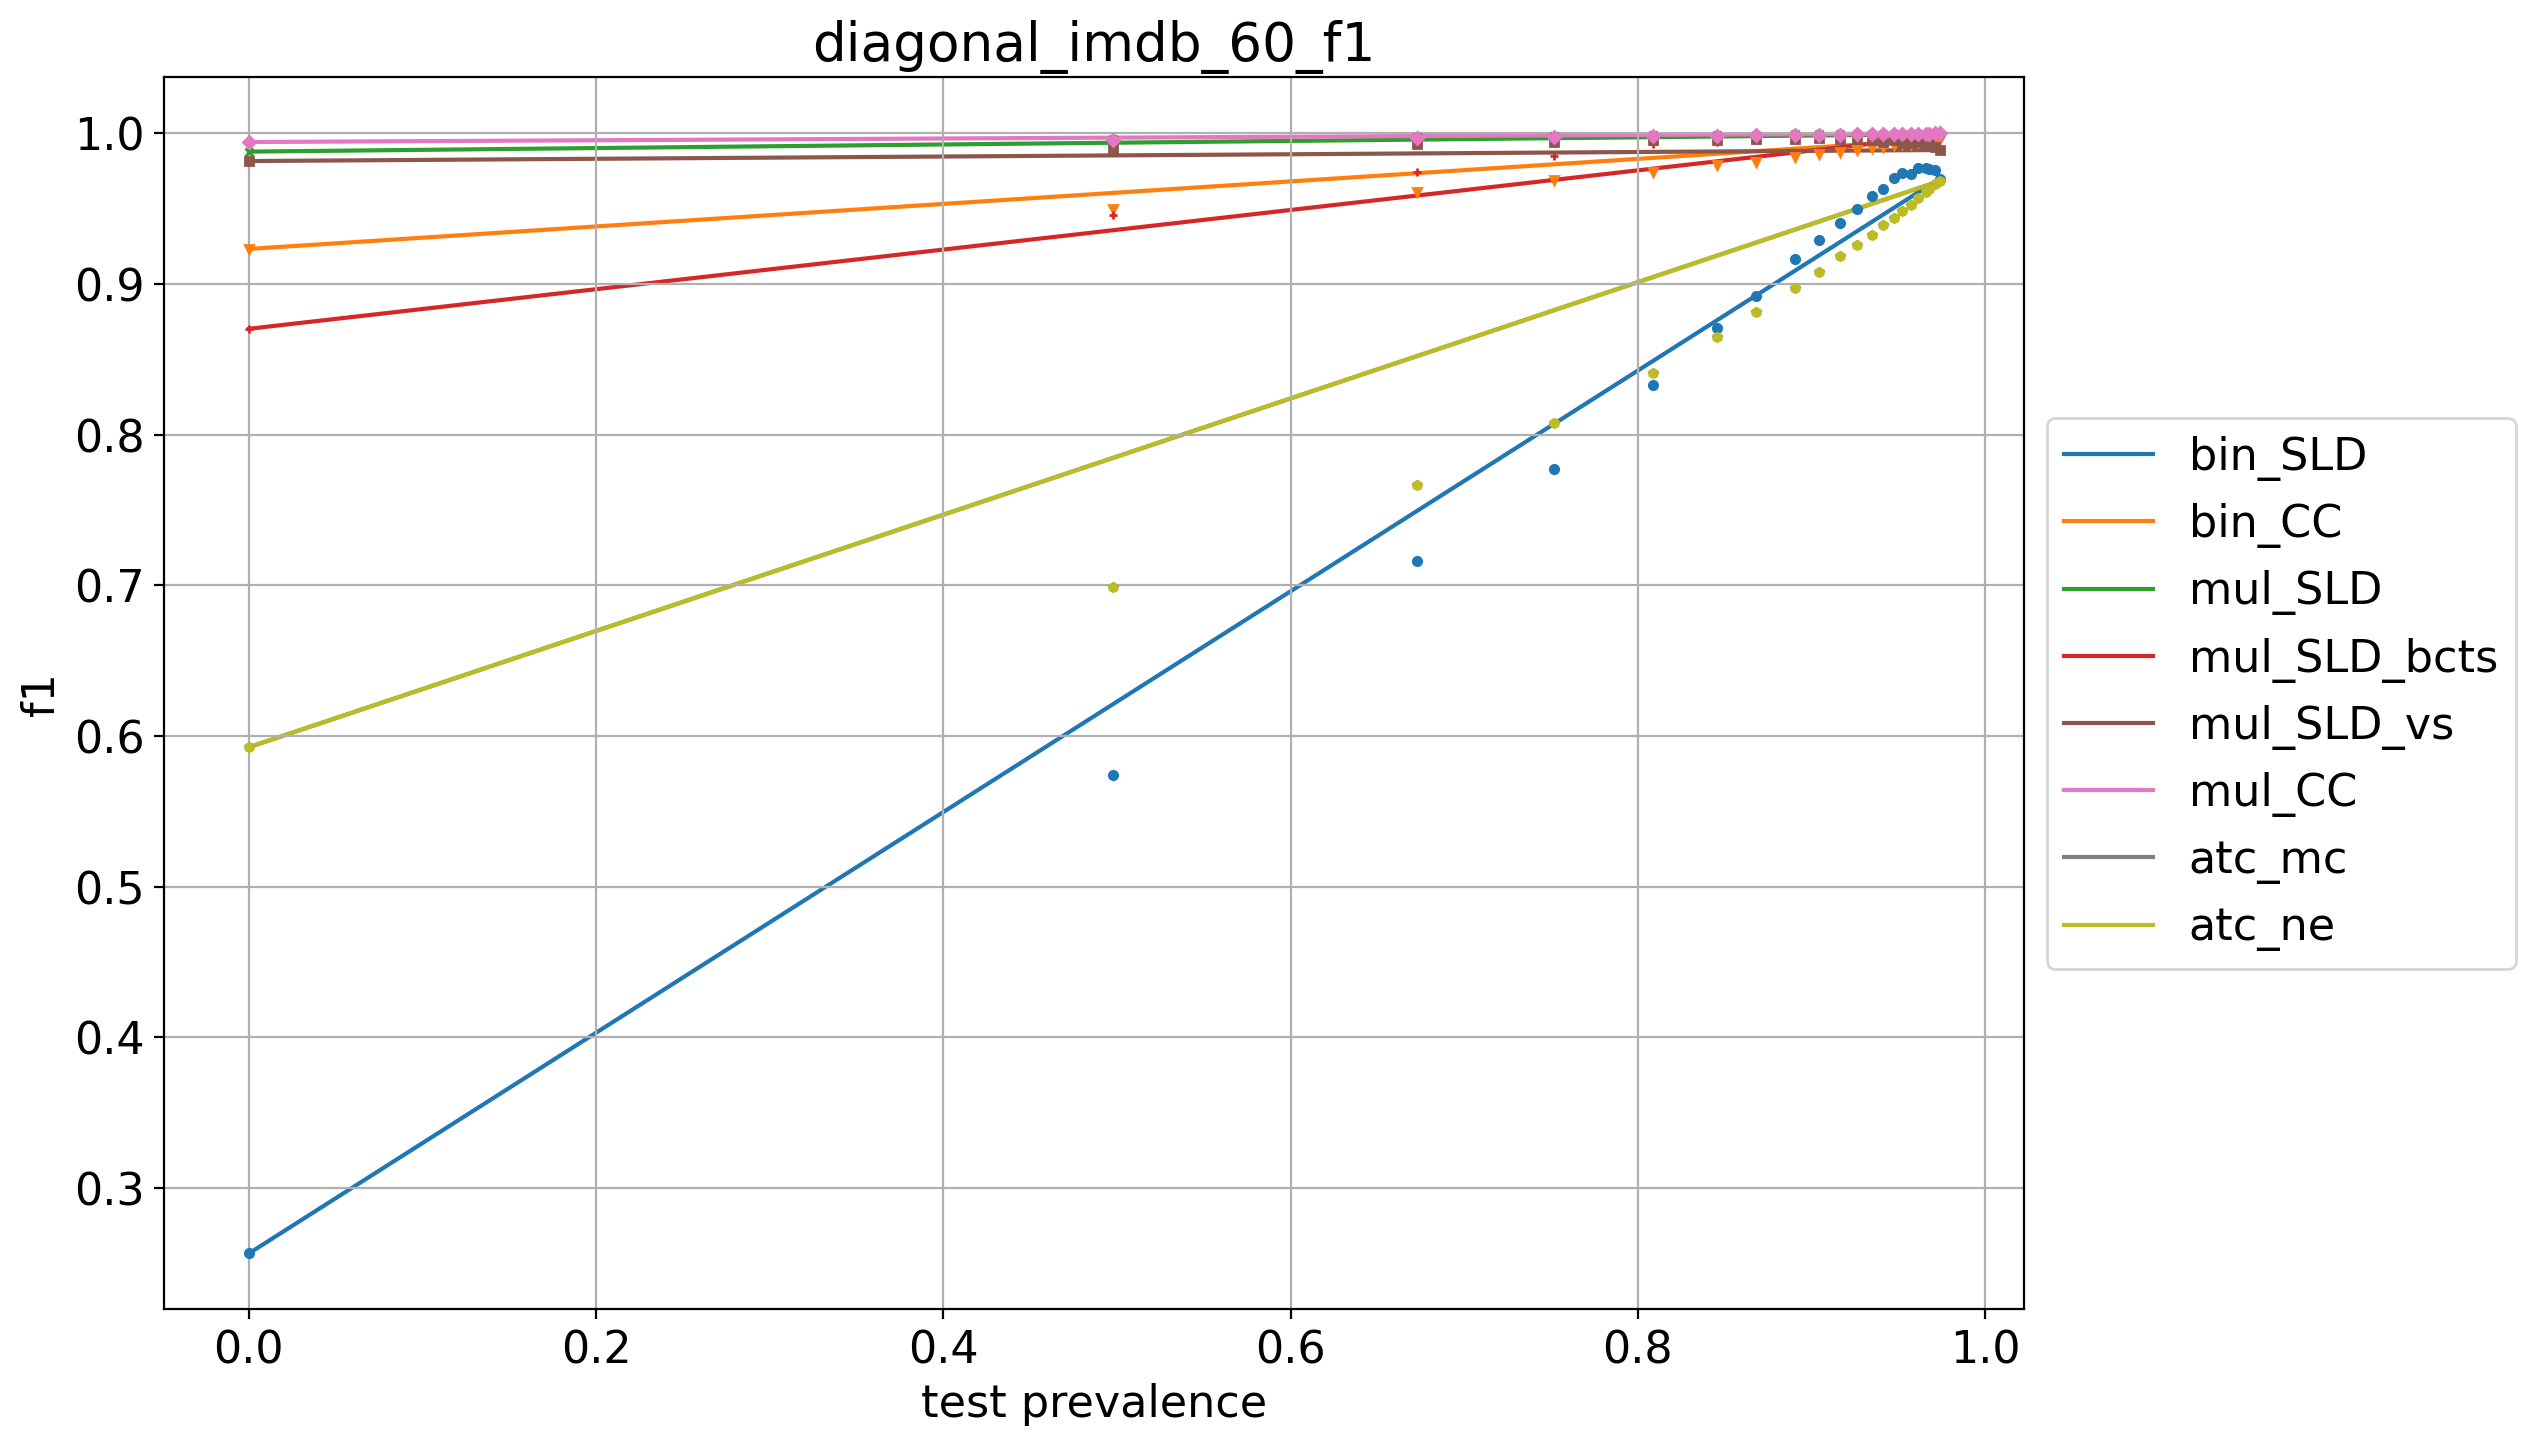 diagonal_imdb_60_f1
1.0
0.9
0.8
0.7
0.6
0.5
0.4
0.3
f1
0.0 0.2 0.4 0.6 0.8 1.0
test prevalence
bin_SLD
bin_CC
mul_SLD
mul_SLD_bcts
mul_SLD_vs
mul_CC
atc_mc
atc_ne